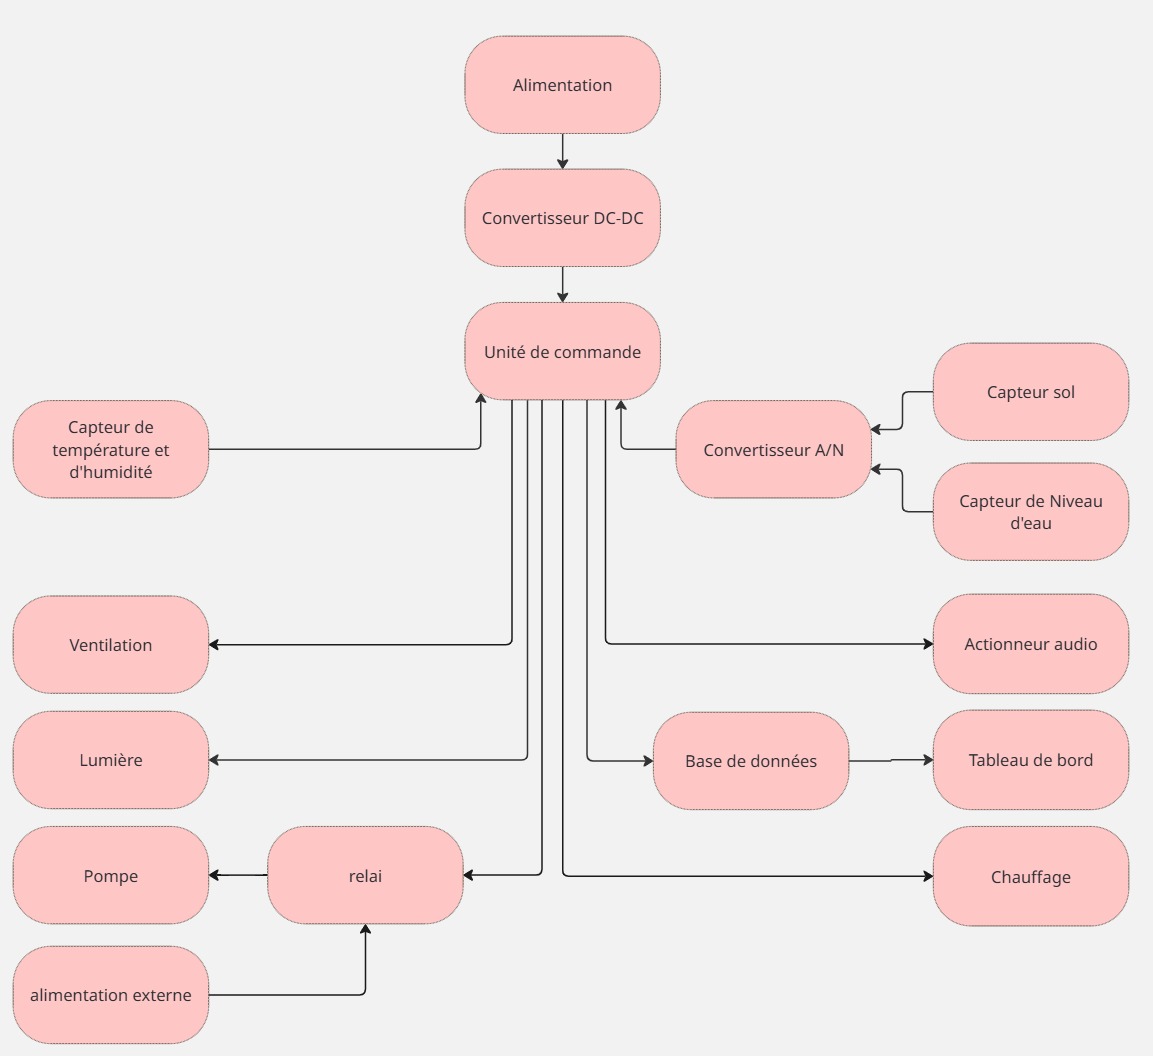 Alimentation
Convertisseur DC-DC
Unité de commande
Capteur sol
Capteur de
température et
d'humidité
Convertisseur A/N
Capteur de Niveau
d'eau
Ventilation
Actionneur audio
Lumière
Base de données
Tableau de bord
Pompe
relai
Chauffage
alimentation externe